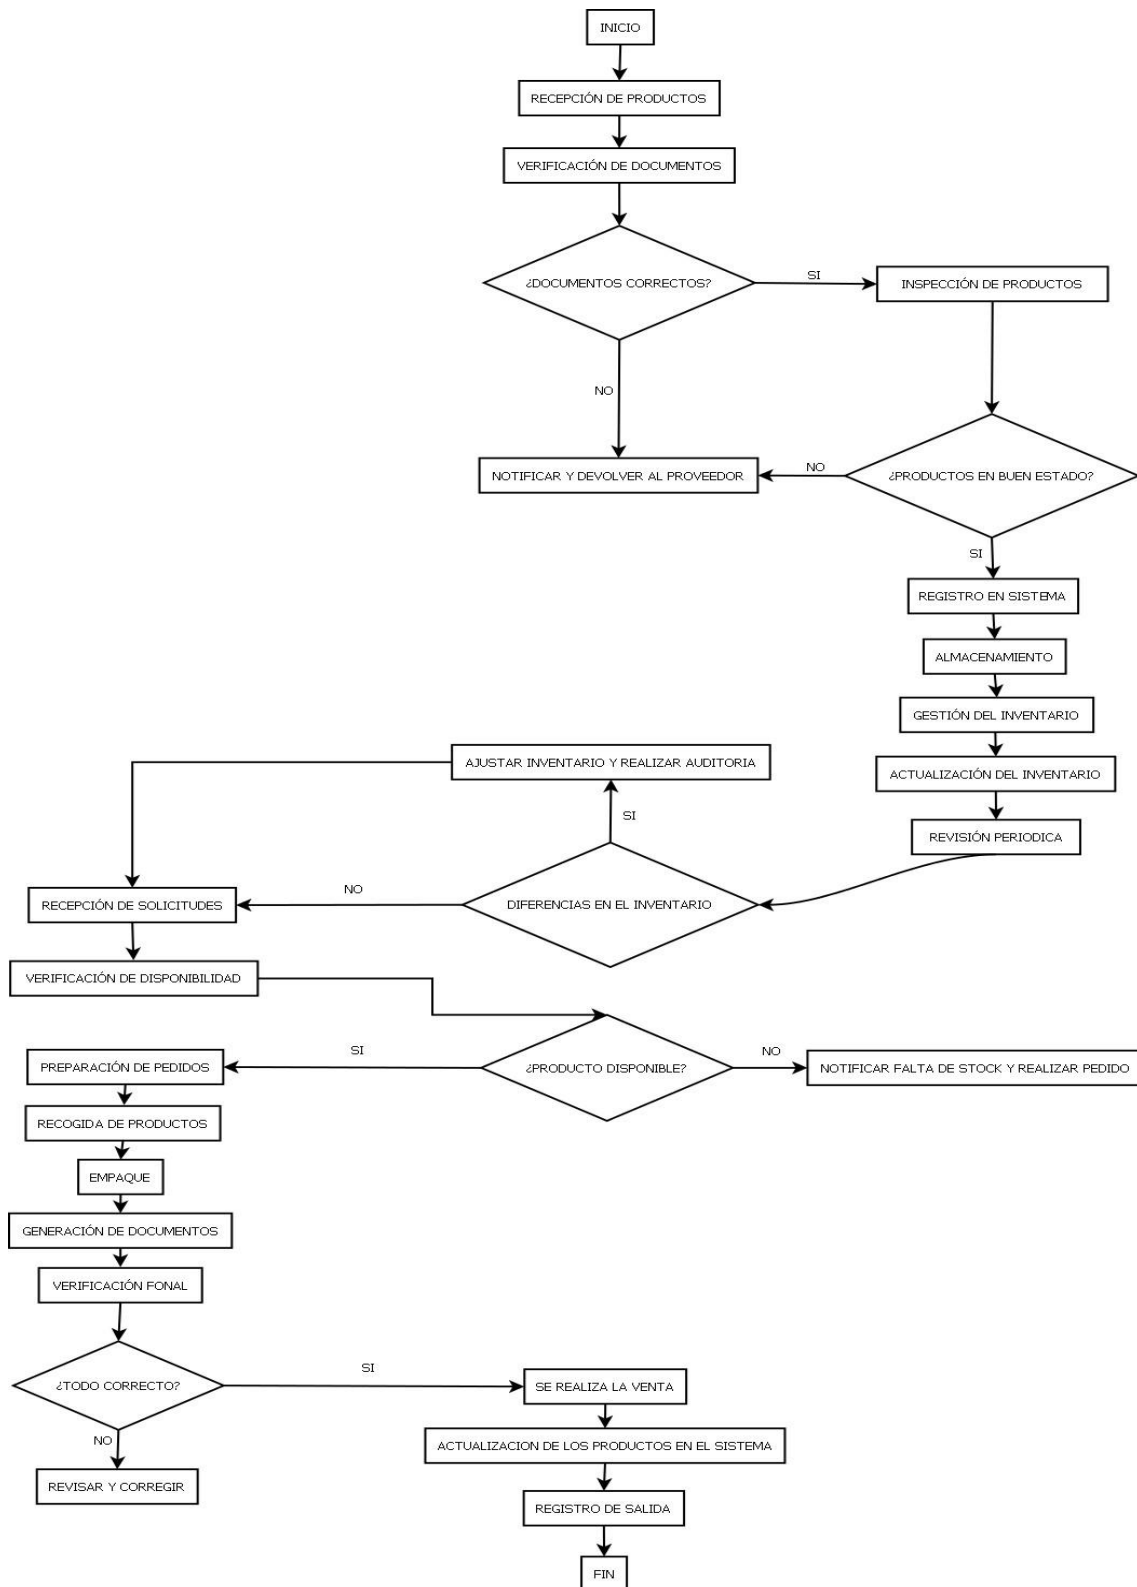 INICIO
RECEPCIÓN DE PRODUCTOS
VERIFICACIÓN DE DOCUMENTOS
¿DOCUMENTOS CORRECTOS?
SI
INSPECCIÓN DE PRODUCTOS
NO
NOTIFICAR Y DEVOLVER AL PROVEEDOR
NO
¿PRODUCTOS EN BUEN ESTADO?
SI
REGISTRO EN SISTEMA
ALMACENAMIENTO
GESTIÓN DEL INVENTARIO
ACTUALIZACIÓN DEL INVENTARIO
REVISIÓN PERIODICA
AJUSTAR INVENTARIO Y REALIZAR AUDITORIA
SI
DIFERENCIAS EN EL INVENTARIO
NO
RECEPCIÓN DE SOLICITUDES
VERIFICACIÓN DE DISPONIBILIDAD
¿PRODUCTO DISPONIBLE?
NO
NOTIFICAR FALTA DE STOCK Y REALIZAR PEDIDO
SI
PREPARACIÓN DE PEDIDOS
RECOGIDA DE PRODUCTOS
EMPAQUE
GENERACIÓN DE DOCUMENTOS
VERIFICACIÓN FONAL
¿TODO CORRECTO?
NO
REVISAR Y CORREGIR
SI
SE REALIZA LA VENTA
ACTUALIZACION DE LOS PRODUCTOS EN EL SISTEMA
REGISTRO DE SALIDA
FIN